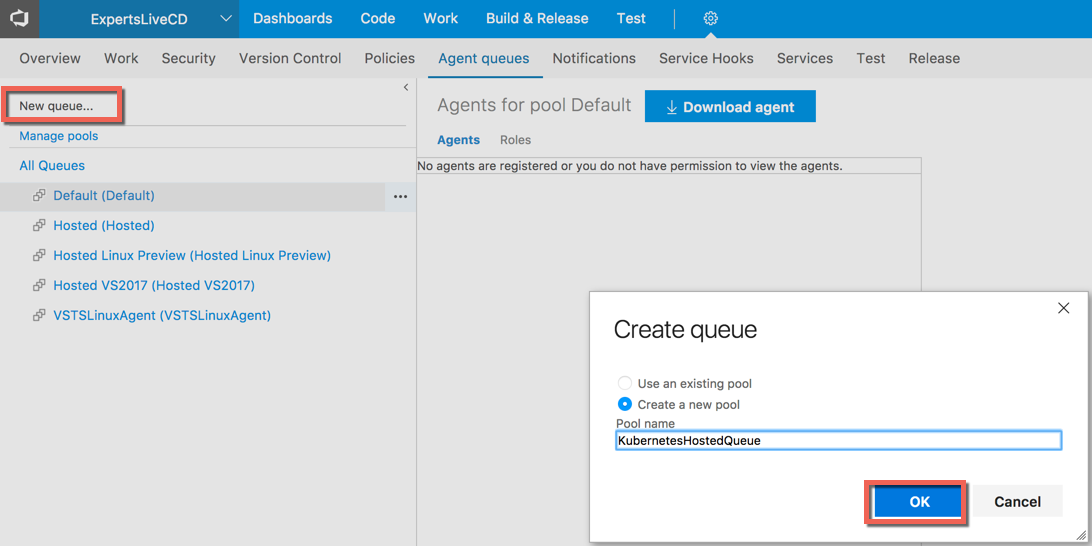 ExpertsLiveCD Dashboards Code Work Build & Release Test
Overview Work Security Version Control Policies Agent queues Notifications Service Hooks Services Test Release
New queue...
Manage pools
All Queues
Default (Default)
Hosted (Hosted)
Hosted Linux Preview (Hosted Linux Preview)
Hosted VS2017 (Hosted VS2017)
VSTSLinuxAgent (VSTSLinuxAgent)
Agents for pool Default Download agent
Agents Roles
No agents are registered or you do not have permission to view the agents.
Create queue
Use an existing pool
Create a new pool
Pool name
KubernetesHostedQueue
OK Cancel